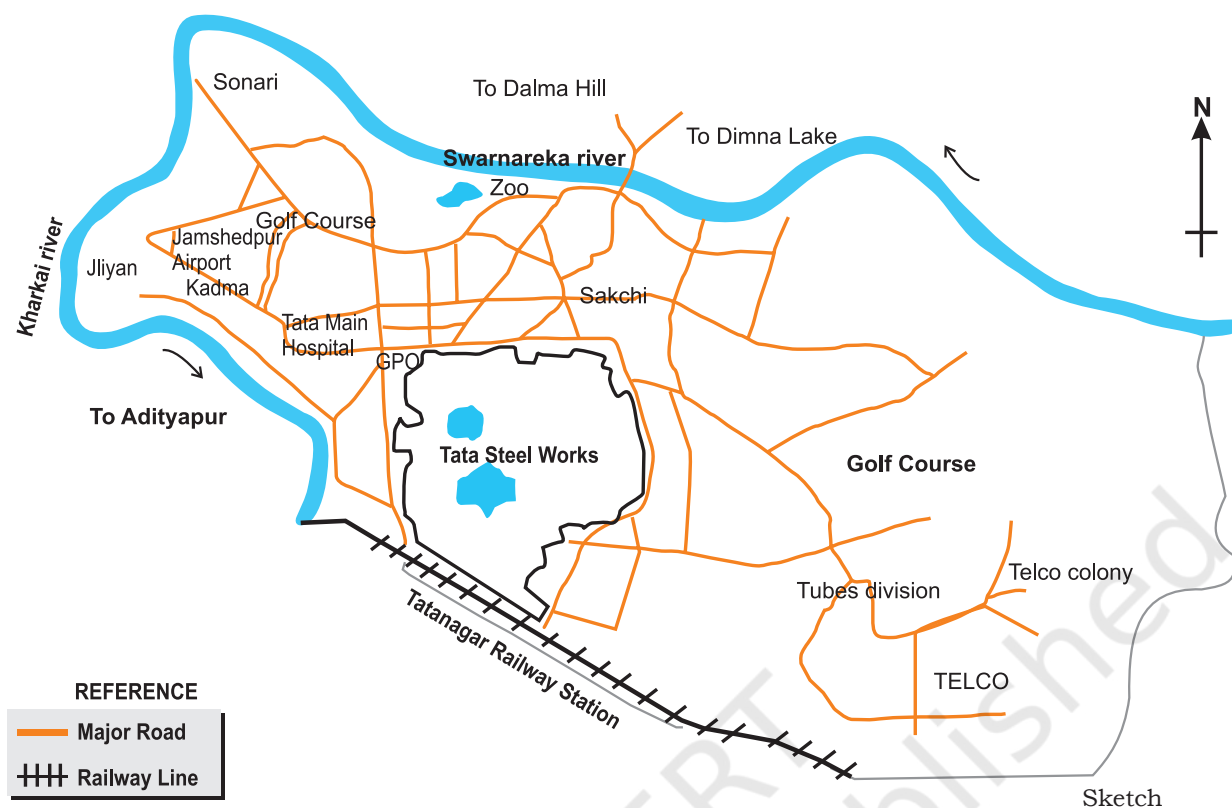 Sonari
To Dalma Hill
N
To Dimna Lake
Swarnareka river
Zoo
Golf Course
Jamshedpur
Airport
Kadma
Jliyan
Kharkai river
Sakchi
Tata Main
Hospital
GPO
To Adityapur
Tata Steel Works
Golf Course
Tubes division
Telco colony
Tatanagar Railway Station
TELCO
REFERENCE
Major Road
Railway Line
Sketch